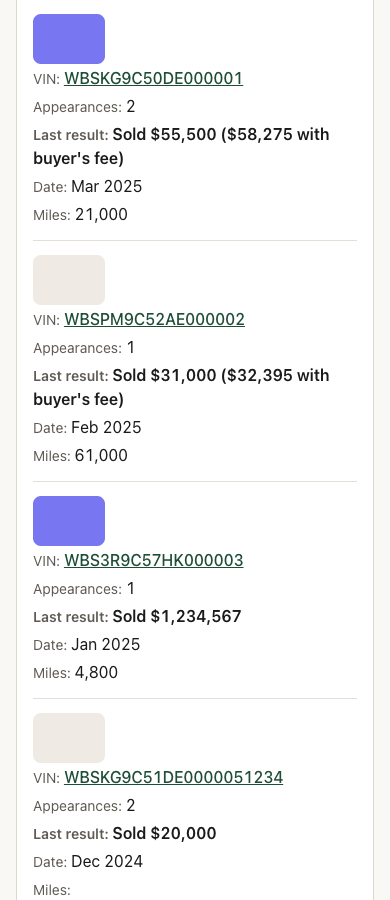 VIN: WBSKG9C50DE000001
Appearances: 2
Last result: Sold $55,500 ($58,275 with
buyer's fee)
Date: Mar 2025
Miles: 21,000
VIN: WBSPM9C52AE000002
Appearances: 1
Last result: Sold $31,000 ($32,395 with
buyer's fee)
Date: Feb 2025
Miles: 61,000
VIN: WBS3R9C57HK000003
Appearances: 1
Last result: Sold $1,234,567
Date: Jan 2025
Miles: 4,800
VIN: WBSKG9C51DE0000051234
Appearances: 2
Last result: Sold $20,000
Date: Dec 2024
Miles: